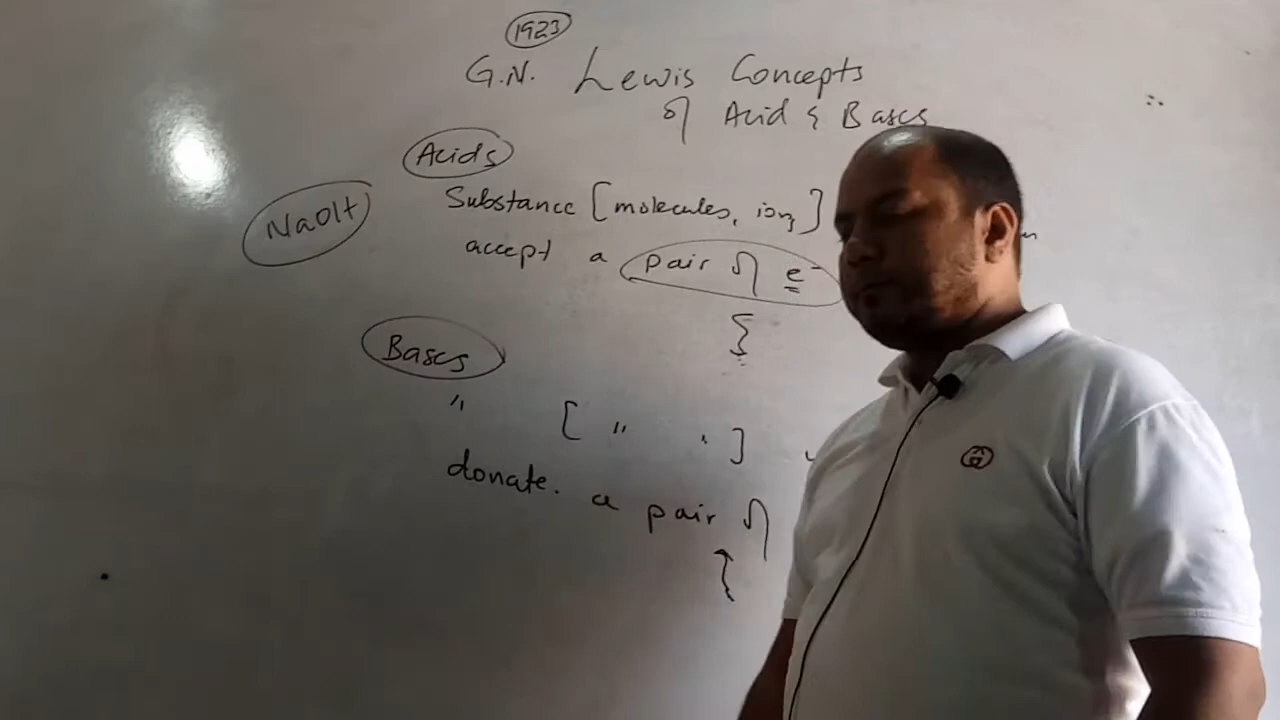 1923
G.N. Lewis Concepts
of Acid & Bases
Acids
NaOH
Substance [molecules, ions]
accept a pair of e⁻
Bases
" [ " " ]
donate. a pair of